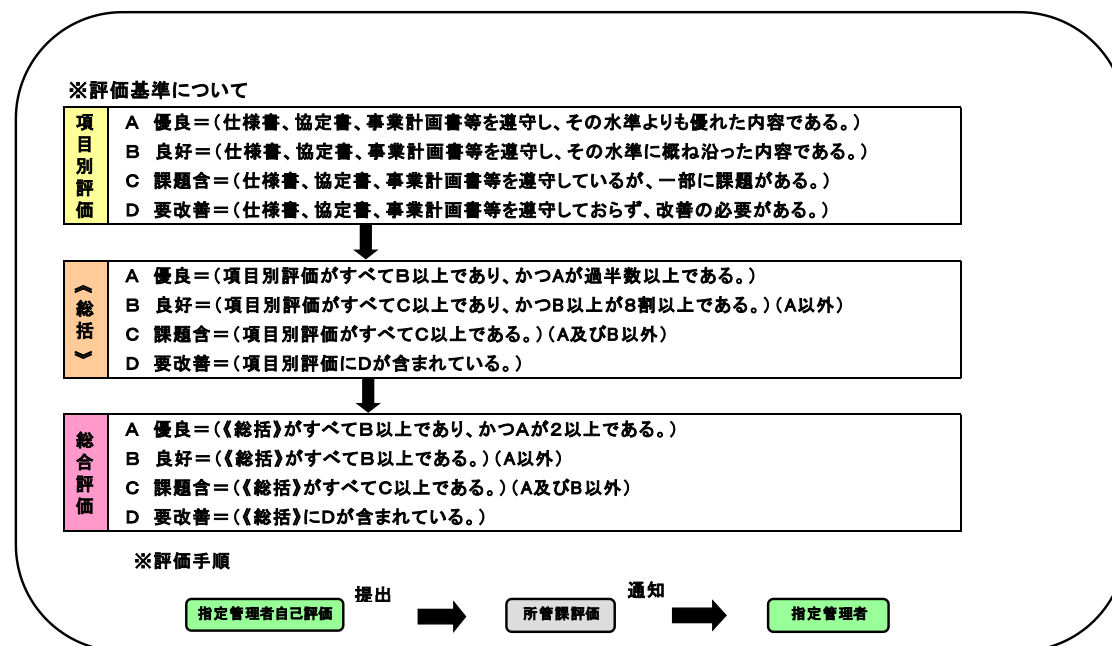 ※評価基準について
項目別評価
A 優良＝(仕様書、協定書、事業計画書等を遵守し、その水準よりも優れた内容である。)
B 良好＝(仕様書、協定書、事業計画書等を遵守し、その水準に概ね沿った内容である。)
C 課題含＝(仕様書、協定書、事業計画書等を遵守しているが、一部に課題がある。)
D 要改善＝(仕様書、協定書、事業計画書等を遵守しておらず、改善の必要がある。)
《総括》
A 優良＝(項目別評価がすべてB以上であり、かつAが過半数以上である。)
B 良好＝(項目別評価がすべてC以上であり、かつB以上が8割以上である。)(A以外)
C 課題含＝(項目別評価がすべてC以上である。)(A及びB以外)
D 要改善＝(項目別評価にDが含まれている。)
総合評価
A 優良＝(《総括》がすべてB以上であり、かつAが2以上である。)
B 良好＝(《総括》がすべてB以上である。)(A以外)
C 課題含＝(《総括》がすべてC以上である。)(A及びB以外)
D 要改善＝(《総括》にDが含まれている。)
※評価手順
指定管理者自己評価
提出
所管課評価
通知
指定管理者